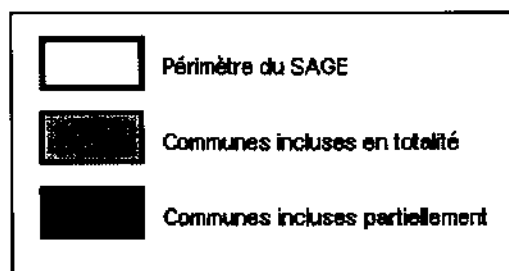 Périmètre du SAGE
Communes incluses en totalité
Communes incluses partiellement